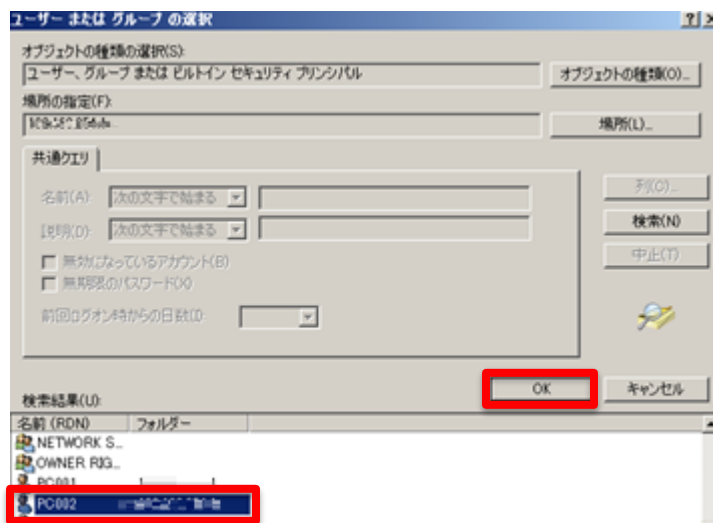 ユーザー または グループ の選択
オブジェクトの種類の選択(S):
ユーザー、グループ または ビルトイン セキュリティ プリンシパル
オブジェクトの種類(O)...
場所の指定(F):
場所(L)...
共通クエリ
名前(A):
次の文字で始まる
列(C)...
説明(D):
次の文字で始まる
検索(N)
無効になっているアカウント(B)
中止(T)
無期限のパスワード(X)
前回ログオン時からの日数(I):
OK
キャンセル
検索結果(U):
名前 (RDN)
フォルダー
NETWORK S...
OWNER RIG...
PC001
PC002